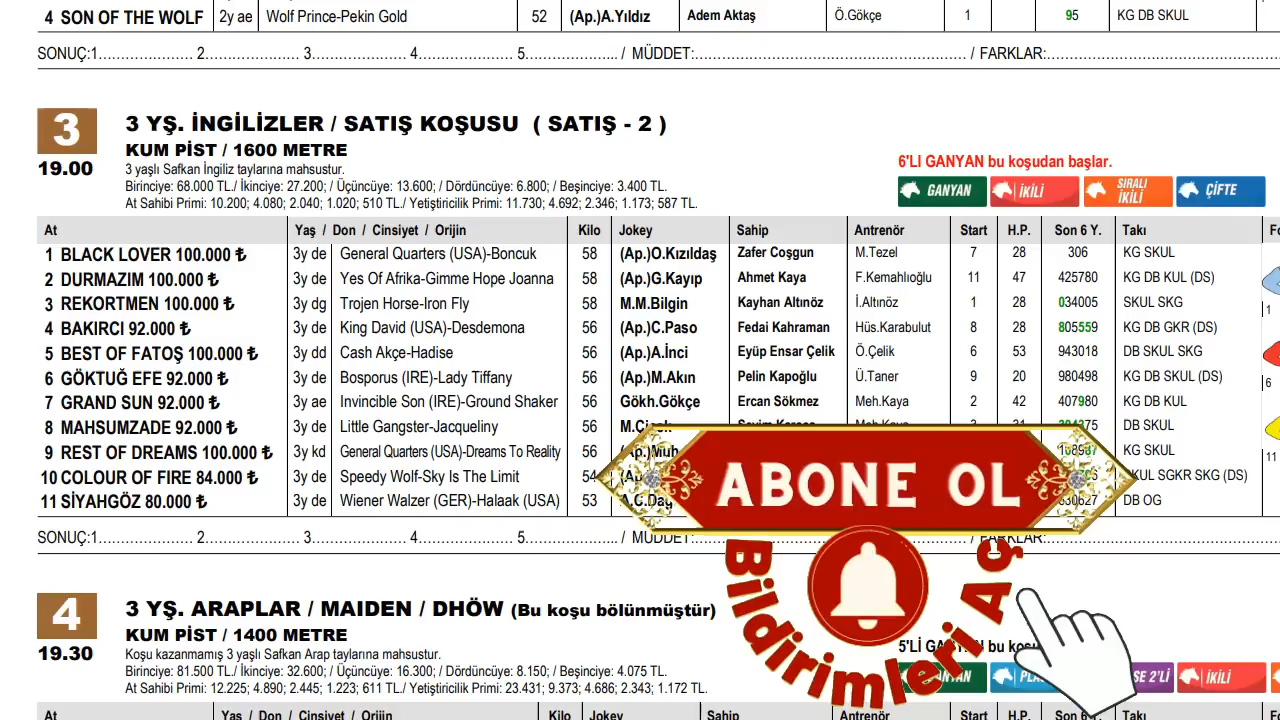 4 SON OF THE WOLF 2y ae Wolf Prince-Pekin Gold 52 (Ap.)A.Yıldız Adem Aktaş Ö.Gökçe 1 95 KG DB SKUL
SONUÇ:1..................... 2..................... 3..................... 4..................... 5..................... / MÜDDET:............................................................ / FARKLAR:............................................................
3 3 YŞ. İNGİLİZLER / SATIŞ KOŞUSU ( SATIŞ - 2 )
KUM PİST / 1600 METRE
19.00 3 yaşlı Safkan İngiliz taylarına mahsustur.
6'Lİ GANYAN bu koşudan başlar.
Birinciye: 68.000 TL./ İkinciye: 27.200; / Üçüncüye: 13.600; / Dördüncüye: 6.800; / Beşinciye: 3.400 TL.
GANYAN İKİLİ SIRALI İKİLİ ÇİFTE
At Sahibi Primi: 10.200; 4.080; 2.040; 1.020; 510 TL./ Yetiştiricilik Primi: 11.730; 4.692; 2.346; 1.173; 587 TL.
At Yaş / Don / Cinsiyet / Orijin Kilo Jokey Sahip Antrenör Start H.P. Son 6 Y. Takı Fo
1 BLACK LOVER 100.000 ₺ 3y de General Quarters (USA)-Boncuk 58 (Ap.)O.Kızıldaş Zafer Coşgun M.Tezel 7 28 306 KG SKUL
2 DURMAZIM 100.000 ₺ 3y de Yes Of Afrika-Gimme Hope Joanna 58 (Ap.)G.Kayıp Ahmet Kaya F.Kemahlıoğlu 11 47 425780 KG DB KUL (DS)
3 REKORTMEN 100.000 ₺ 3y dg Trojen Horse-Iron Fly 58 M.M.Bilgin Kayhan Altınöz İ.Altınöz 1 28 034005 SKUL SKG 1
4 BAKIRCI 92.000 ₺ 3y de King David (USA)-Desdemona 56 (Ap.)C.Paso Fedai Kahraman Hüs.Karabulut 8 28 805559 KG DB GKR (DS)
5 BEST OF FATOŞ 100.000 ₺ 3y dd Cash Akçe-Hadise 56 (Ap.)A.İnci Eyüp Ensar Çelik Ö.Çelik 6 53 943018 DB SKUL SKG
6 GÖKTUĞ EFE 92.000 ₺ 3y de Bosporus (IRE)-Lady Tiffany 56 (Ap.)M.Akın Pelin Kapoğlu Ü.Taner 9 20 980498 KG DB SKUL (DS) 6
7 GRAND SUN 92.000 ₺ 3y ae Invincible Son (IRE)-Ground Shaker 56 Gökh.Gökçe Ercan Sökmez Meh.Kaya 2 42 407980 KG DB KUL
8 MAHSUMZADE 92.000 ₺ 3y de Little Gangster-Jacqueliny 56 DB SKUL
9 REST OF DREAMS 100.000 ₺ 3y kd General Quarters (USA)-Dreams To Reality 56 KG SKUL 11
10 COLOUR OF FIRE 84.000 ₺ 3y de Speedy Wolf-Sky Is The Limit 54 SGKR SKG (DS)
11 SİYAHGÖZ 80.000 ₺ 3y de Wiener Walzer (GER)-Halaak (USA) 53 DB OG
ABONE OL
SONUÇ:1..................... 2..................... 3..................... 4..................... 5..................... / MÜDDET:............................................................ / FARKLAR:............................................................
Bildirimleri Aç
4 3 YŞ. ARAPLAR / MAIDEN / DHÖW (Bu koşu bölünmüştür)
KUM PİST / 1400 METRE
19.30 Koşu kazanmamış 3 yaşlı Safkan Arap taylarına mahsustur.
5'Lİ GANYAN bu
Birinciye: 81.500 TL./ İkinciye: 32.600; / Üçüncüye: 16.300; / Dördüncüye: 8.150; / Beşinciye: 4.075 TL.
SE 2'Lİ İKİLİ
At Sahibi Primi: 12.225; 4.890; 2.445; 1.223; 611 TL./ Yetiştiricilik Primi: 23.431; 9.373; 4.686; 2.343; 1.172 TL.
At Yaş / Don / Cinsiyet / Orijin Kilo Jokey Sahip Antrenör Start H.P. Son 6 Y. Takı Fo